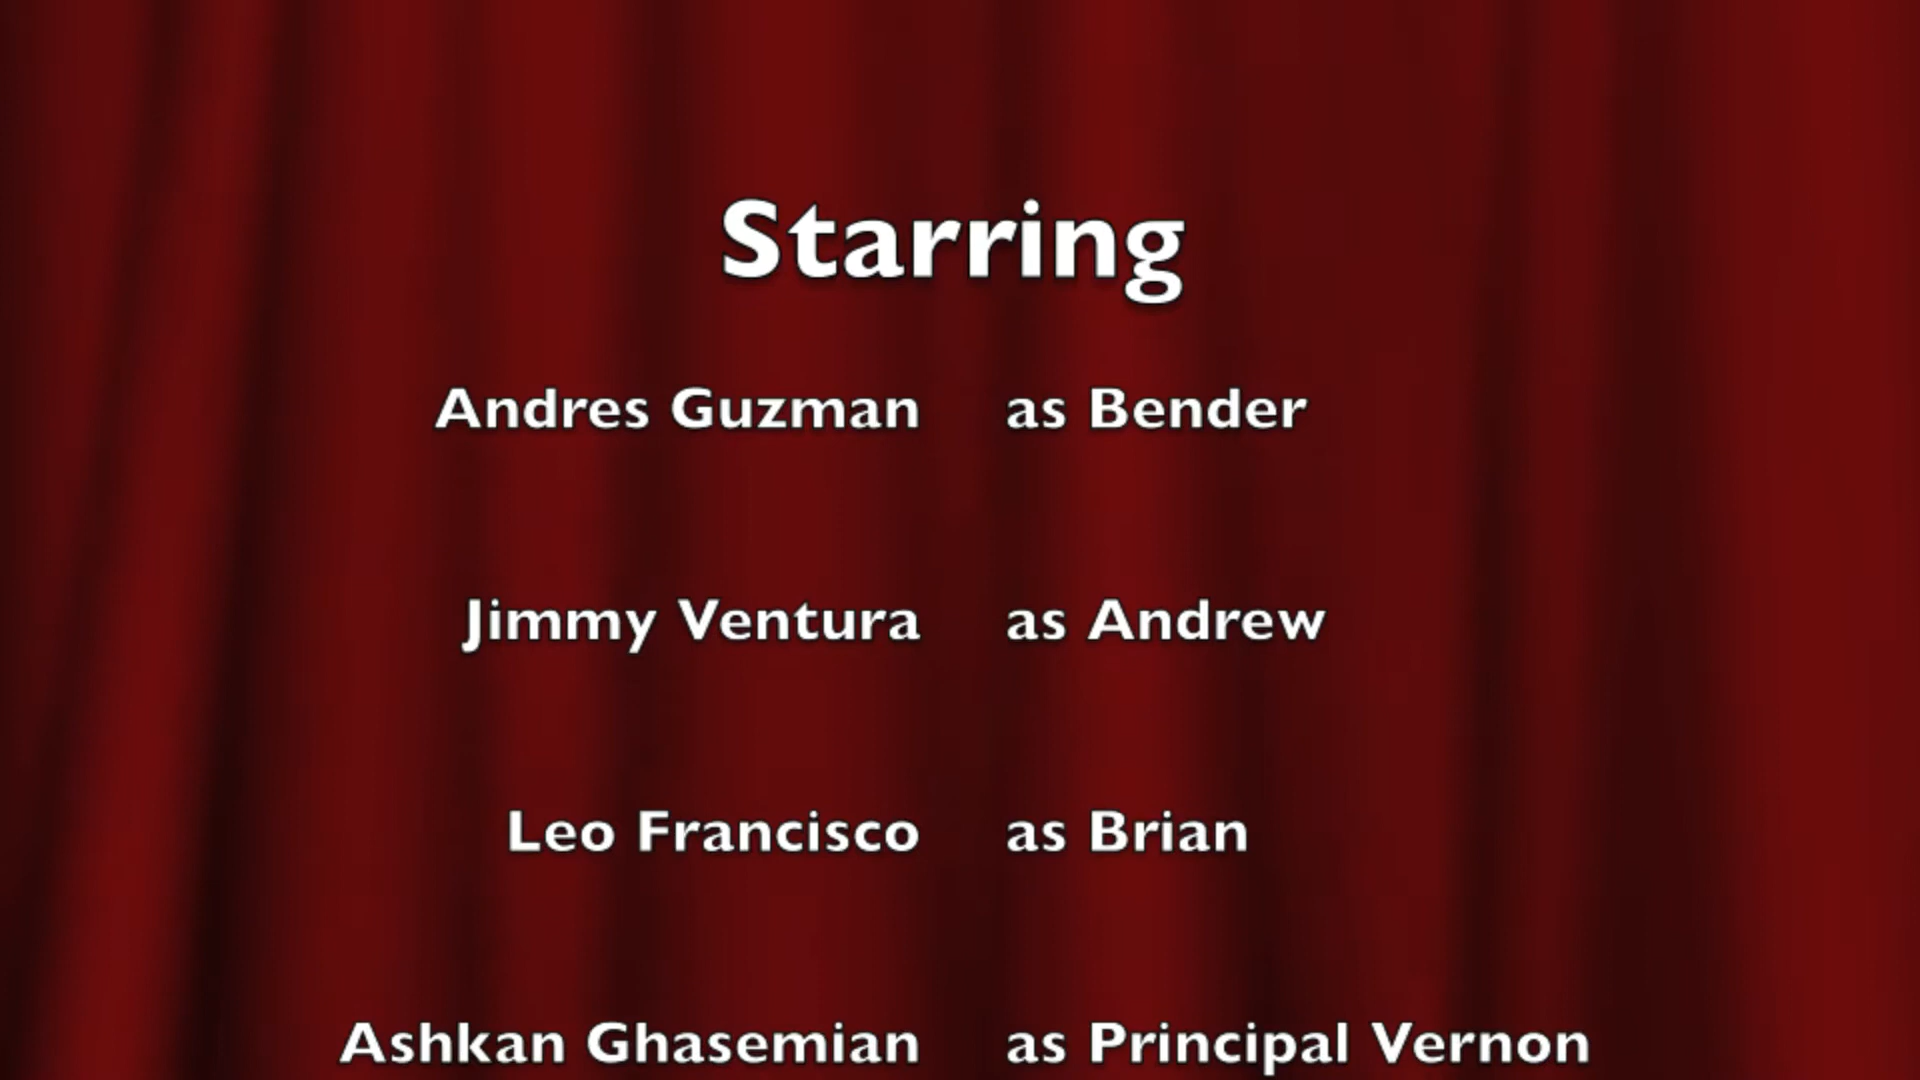 Starring
Andres Guzman as Bender
Jimmy Ventura as Andrew
Leo Francisco as Brian
Ashkan Ghasemian as Principal Vernon